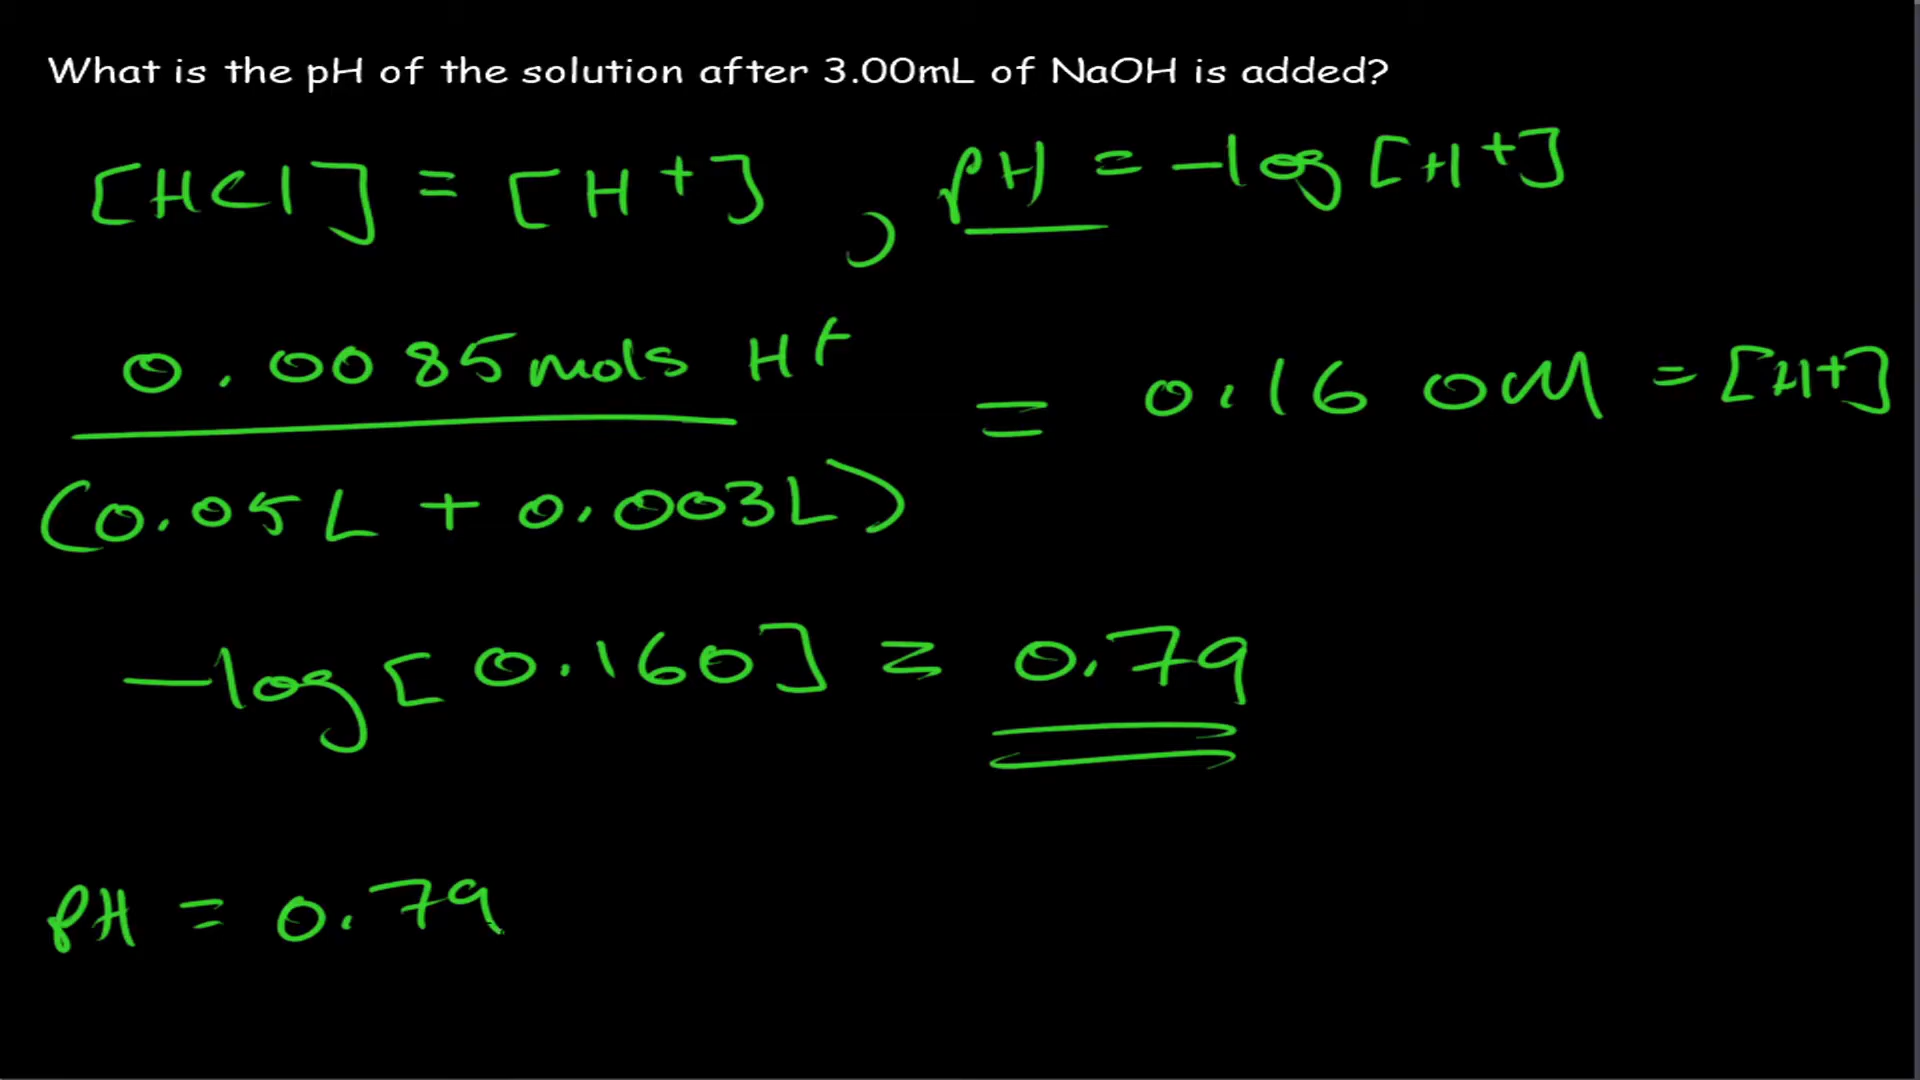 What is the pH of the solution after 3.00mL of NaOH is added?
[HCl] = [H+] , pH = -log [H+]
0.0085 mols H+
(0.05L + 0.003L)
= 0.160M = [H+]
-log[0.160] = 0.79
pH = 0.79